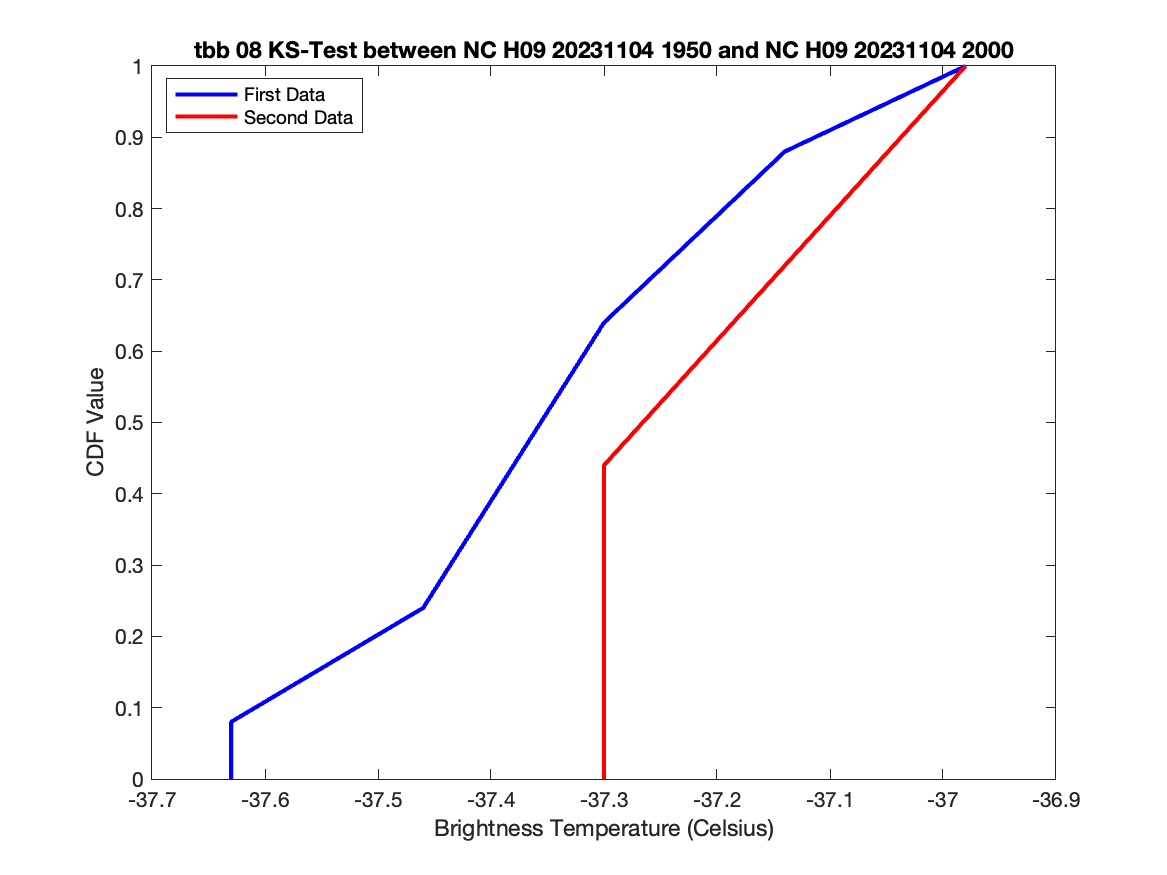 tbb 08 KS-Test between NC H09 20231104 1950 and NC H09 20231104 2000
First Data
Second Data
1
0.9
0.8
0.7
0.6
0.5
0.4
0.3
0.2
0.1
0
CDF Value
-37.7 -37.6 -37.5 -37.4 -37.3 -37.2 -37.1 -37 -36.9
Brightness Temperature (Celsius)